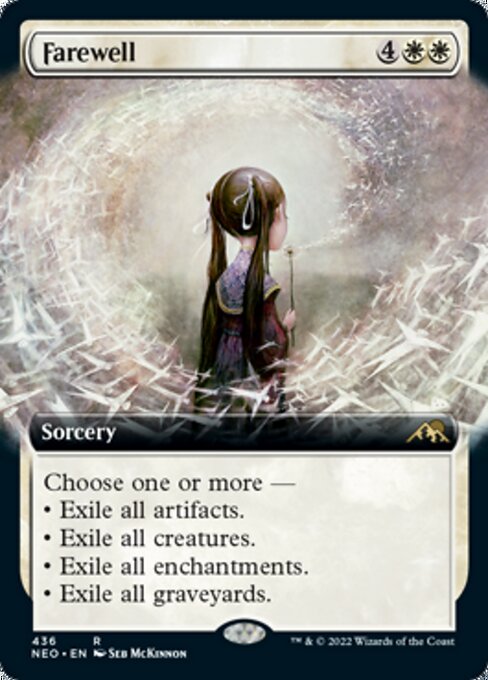 Farewell 4
Sorcery
Choose one or more —
• Exile all artifacts.
• Exile all creatures.
• Exile all enchantments.
• Exile all graveyards.
436 R
NEO • EN Seb McKinnon
™ & © 2022 Wizards of the Coast